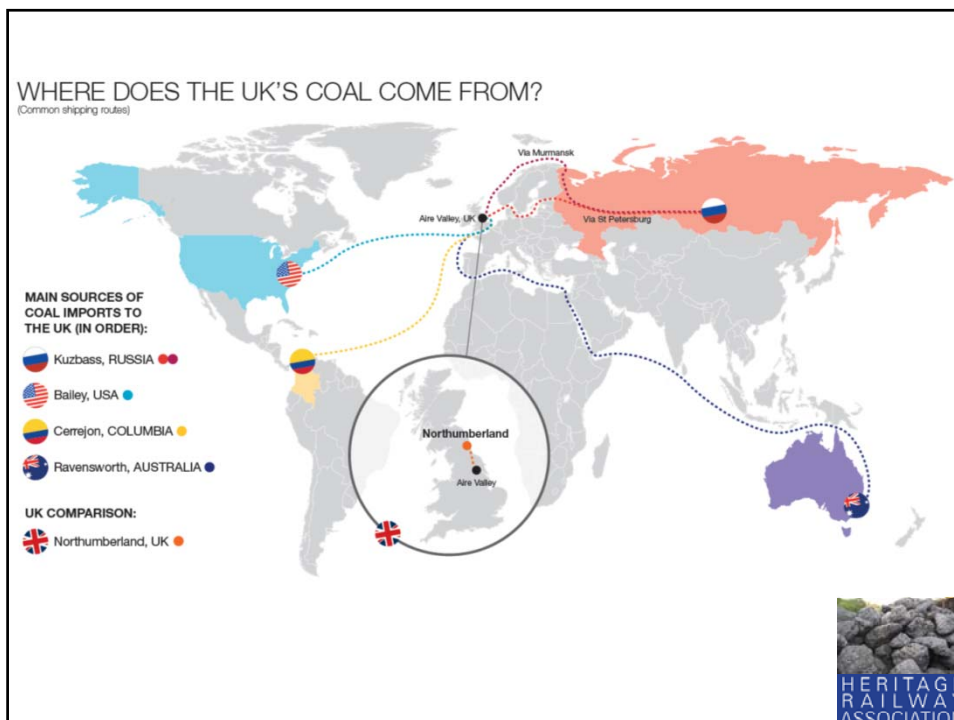 WHERE DOES THE UK'S COAL COME FROM?
(Common shipping routes)
Via Murmansk
Aire Valley, UK
Via St Petersburg
MAIN SOURCES OF
COAL IMPORTS TO
THE UK (IN ORDER):
Kuzbass, RUSSIA
Bailey, USA
Cerrejon, COLUMBIA
Ravensworth, AUSTRALIA
UK COMPARISON:
Northumberland, UK
Northumberland
Aire Valley
HERITAG
RAILWAY
ASSOCIATION